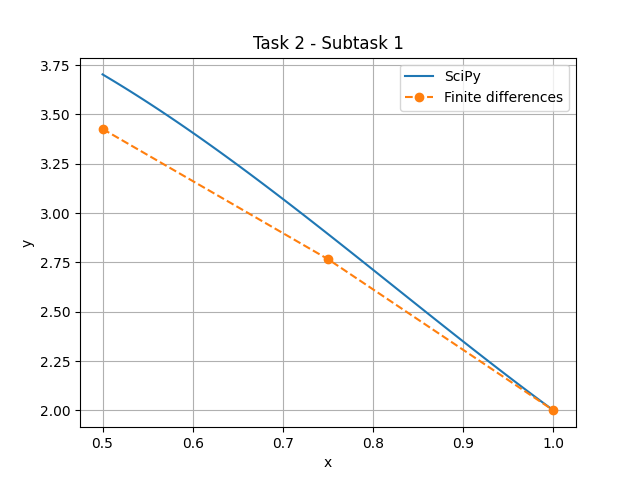 Task 2 - Subtask 1
SciPy
Finite differences
3.75
3.50
3.25
3.00
2.75
2.50
2.25
2.00
y
0.5 0.6 0.7 0.8 0.9 1.0
x